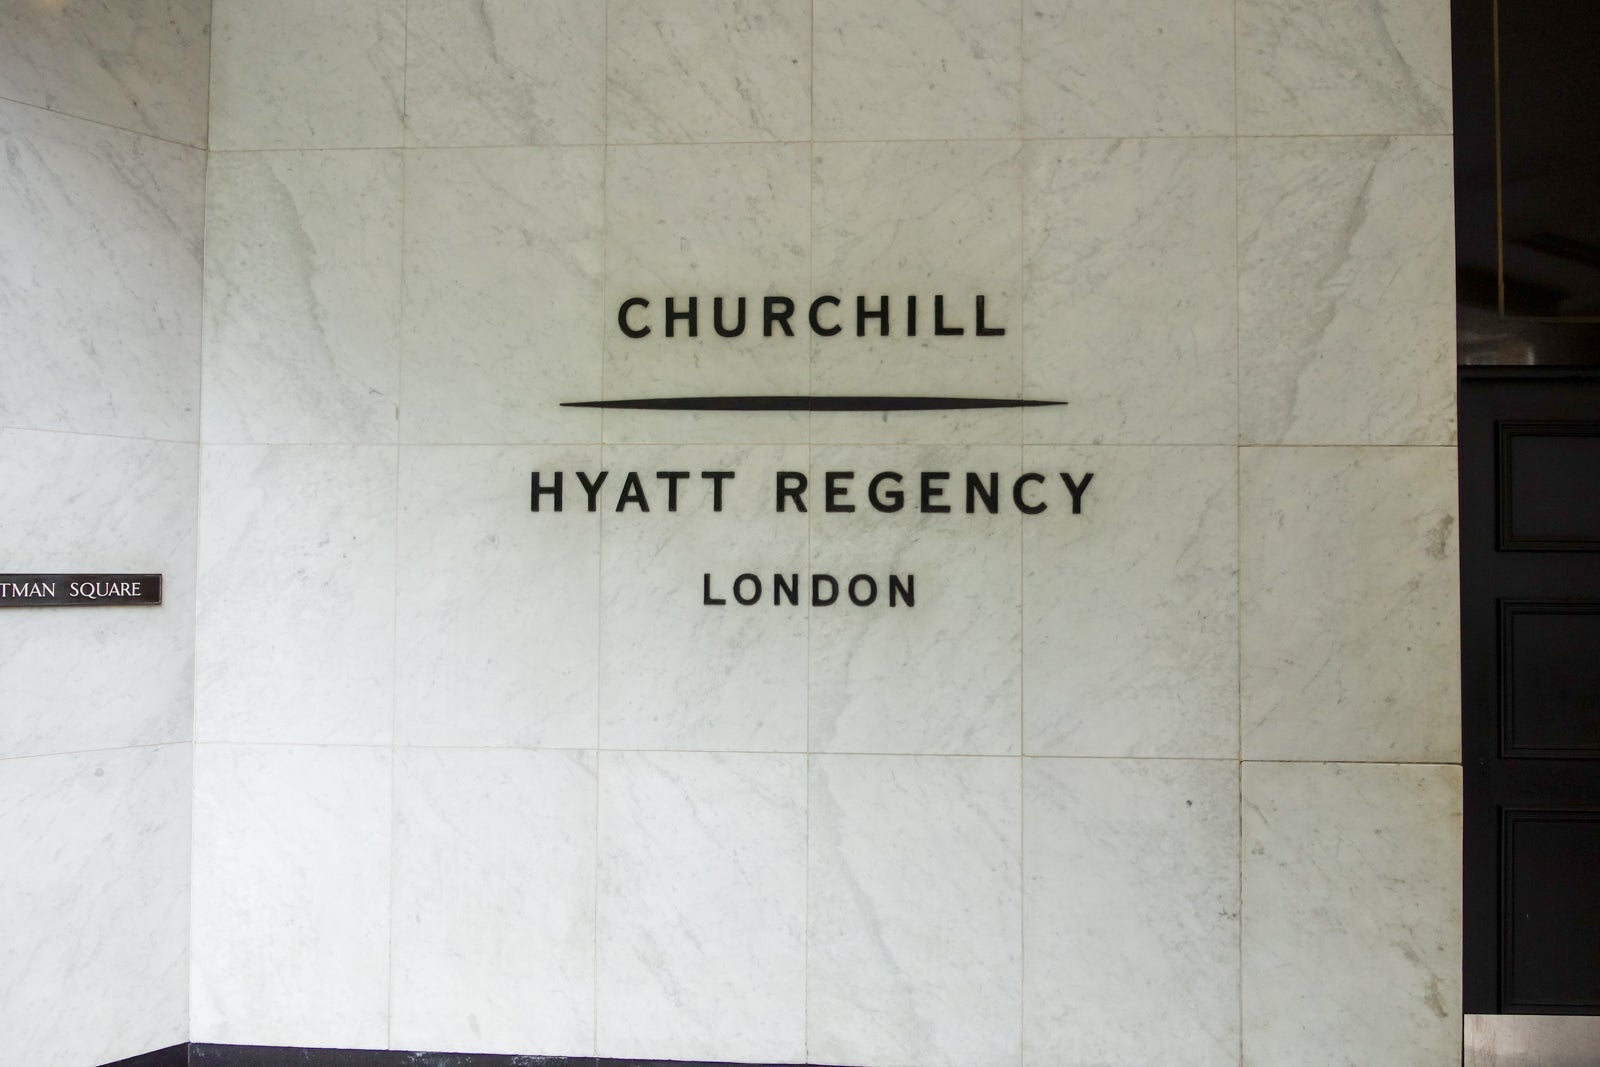 CHURCHILL
HYATT REGENCY
LONDON
TMAN SQUARE